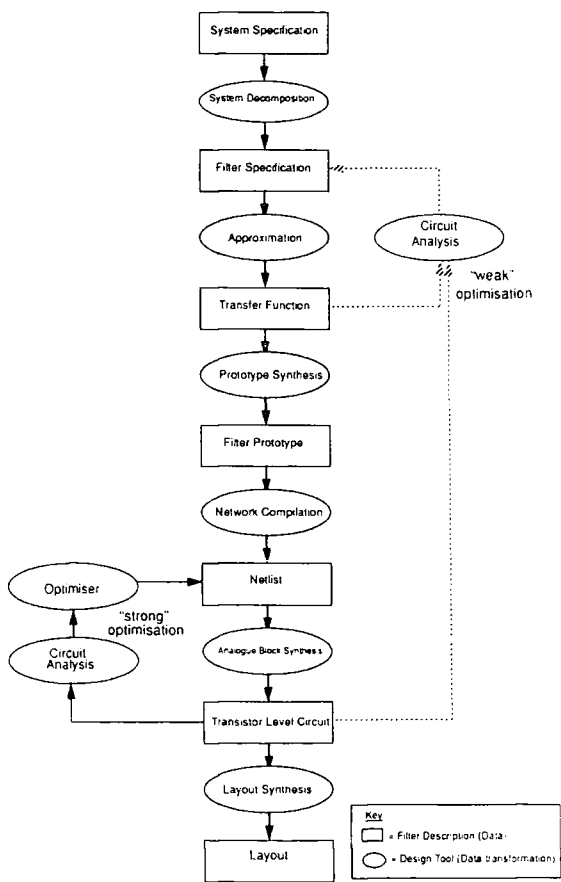 System Specification
System Decomposition
Filter Specification
Approximation
Circuit
Analysis
"weak"
optimisation
Transfer Function
Prototype Synthesis
Filter Prototype
Network Compilation
Netlist
Optimiser
"strong"
optimisation
Circuit
Analysis
Analogue Block Synthesis
Transistor Level Circuit
Layout Synthesis
Layout
Key
= Filter Description (Data)
= Design Tool (Data transformation)